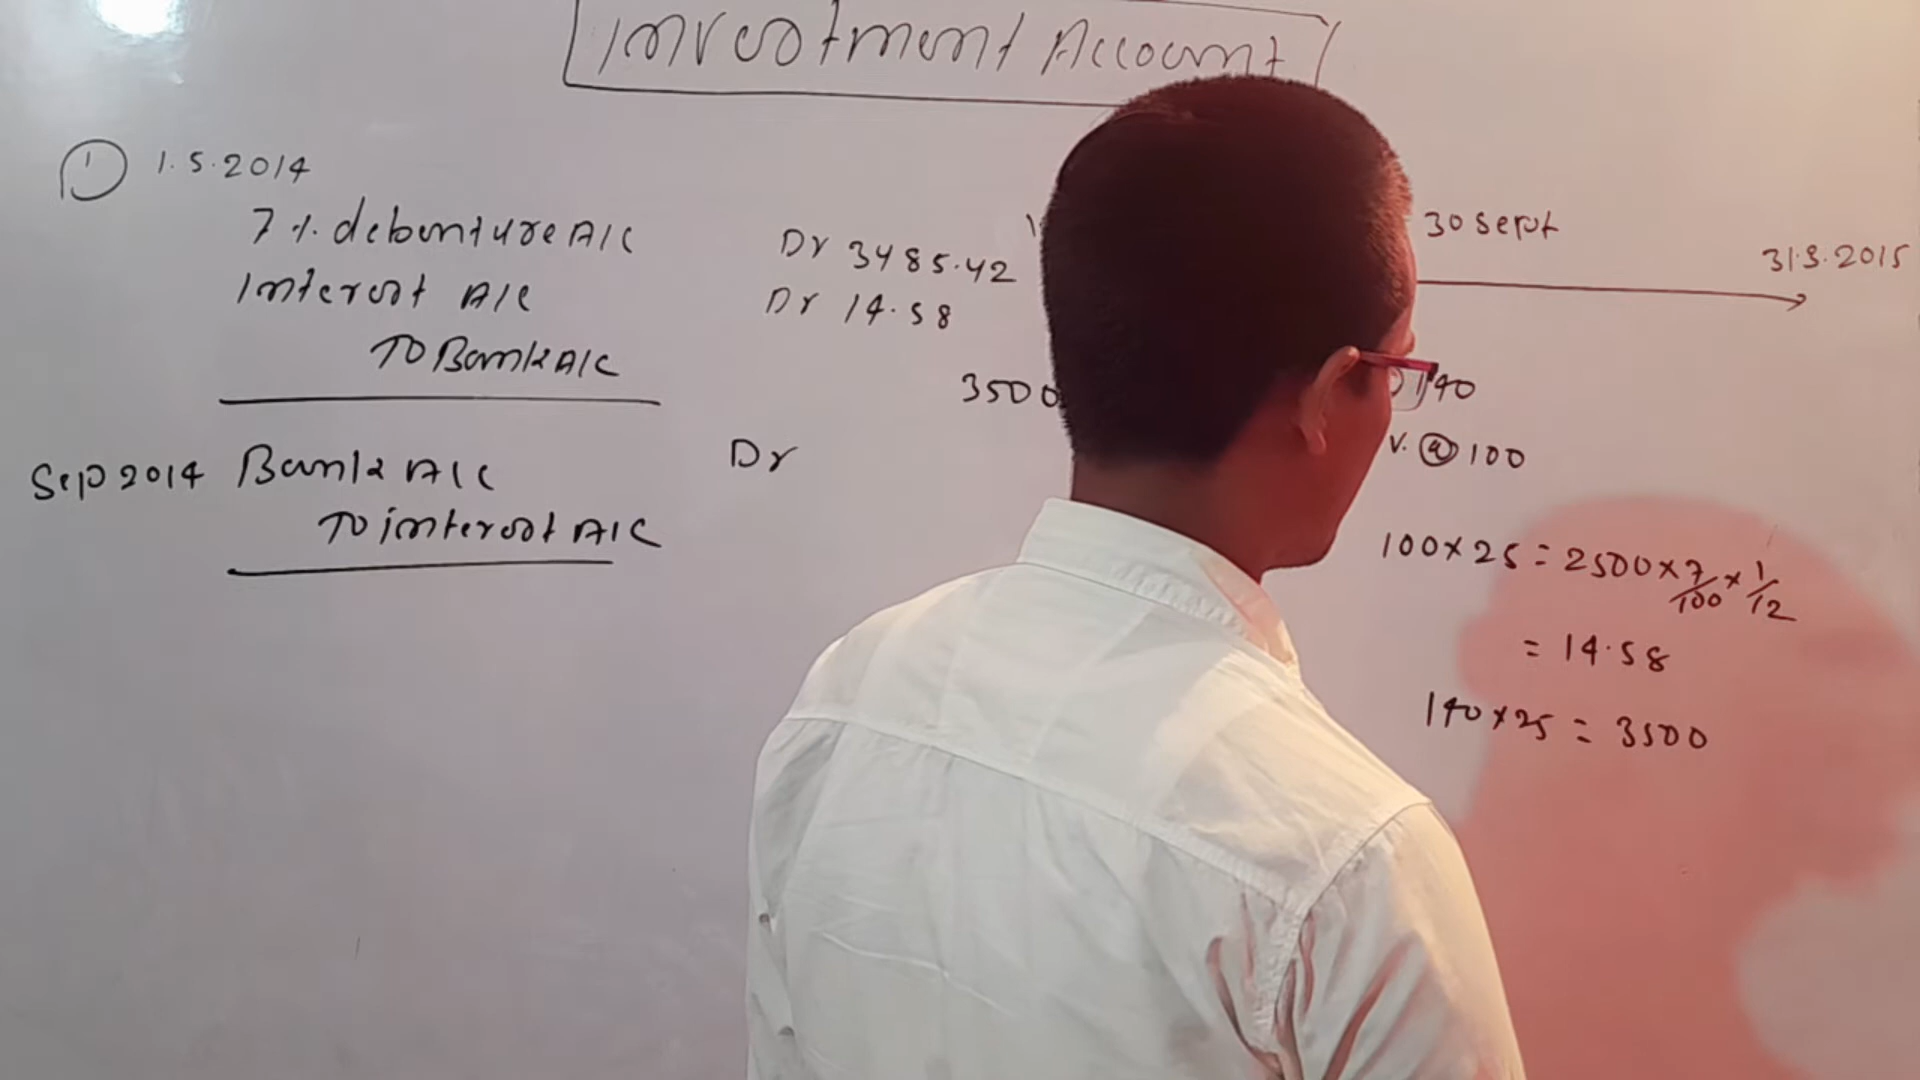 Investment Account
① 1.5.2014
7% debenture A/C Dr 3485.42
Interest A/C Dr 14.58
To Bank A/C 3500
Sep 2014 Bank A/C Dr
To interest A/C
30 Sept
31.3.2015
140
V. @ 100
100×25 = 2500×7/100×1/12
= 14.58
140×25 = 3500